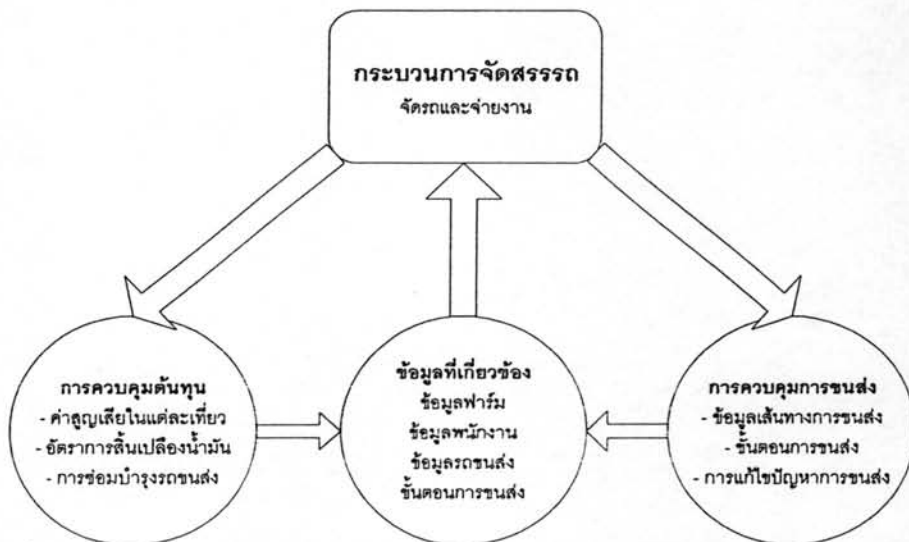 กระบวนการจัดสรรรถ
จัดรถและจ่ายงาน
การควบคุมต้นทุน
- ค่าสูญเสียในแต่ละเที่ยว
- อัตราการสิ้นเปลืองน้ำมัน
- การซ่อมบำรุงรถขนส่ง
ข้อมูลที่เกี่ยวข้อง
ข้อมูลฟาร์ม
ข้อมูลพนักงาน
ข้อมูลรถขนส่ง
ขั้นตอนการขนส่ง
การควบคุมการขนส่ง
- ข้อมูลเส้นทางการขนส่ง
- ขั้นตอนการขนส่ง
- การแก้ไขปัญหาการขนส่ง